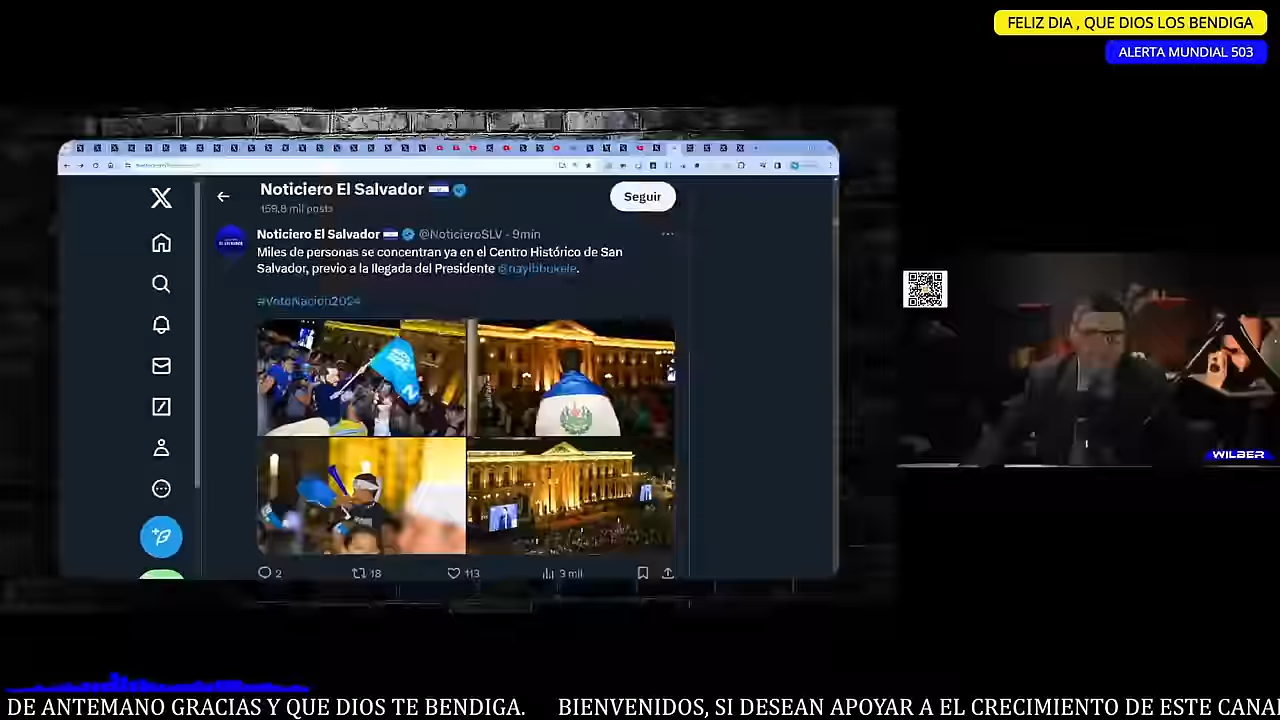 FELIZ DIA , QUE DIOS LOS BENDIGA
ALERTA MUNDIAL 503
Noticiero El Salvador
159,8 mil posts
Seguir
Noticiero El Salvador @NoticieroSLV · 9min
Miles de personas se concentran ya en el Centro Histórico de San
Salvador, previo a la llegada del Presidente @nayibbukele.
#VotoNacion2024
2 18 113 3 mil
WILBER
DE ANTEMANO GRACIAS Y QUE DIOS TE BENDIGA. BIENVENIDOS, SI DESEAN APOYAR A EL CRECIMIENTO DE ESTE CANAL